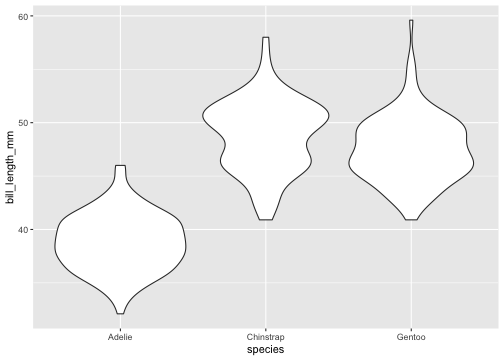 60
50
40
bill_length_mm
Adelie
Chinstrap
Gentoo
species